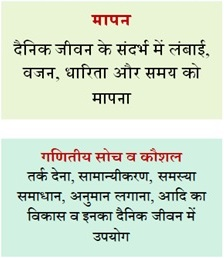 मापन
दैनिक जीवन के संदर्भ में लंबाई,
वजन, धारिता और समय को
मापना
गणितीय सोच व कौशल
तर्क देना, सामान्यीकरण, समस्या
समाधान, अनुमान लगाना, आदि का
विकास व इनका दैनिक जीवन में
उपयोग